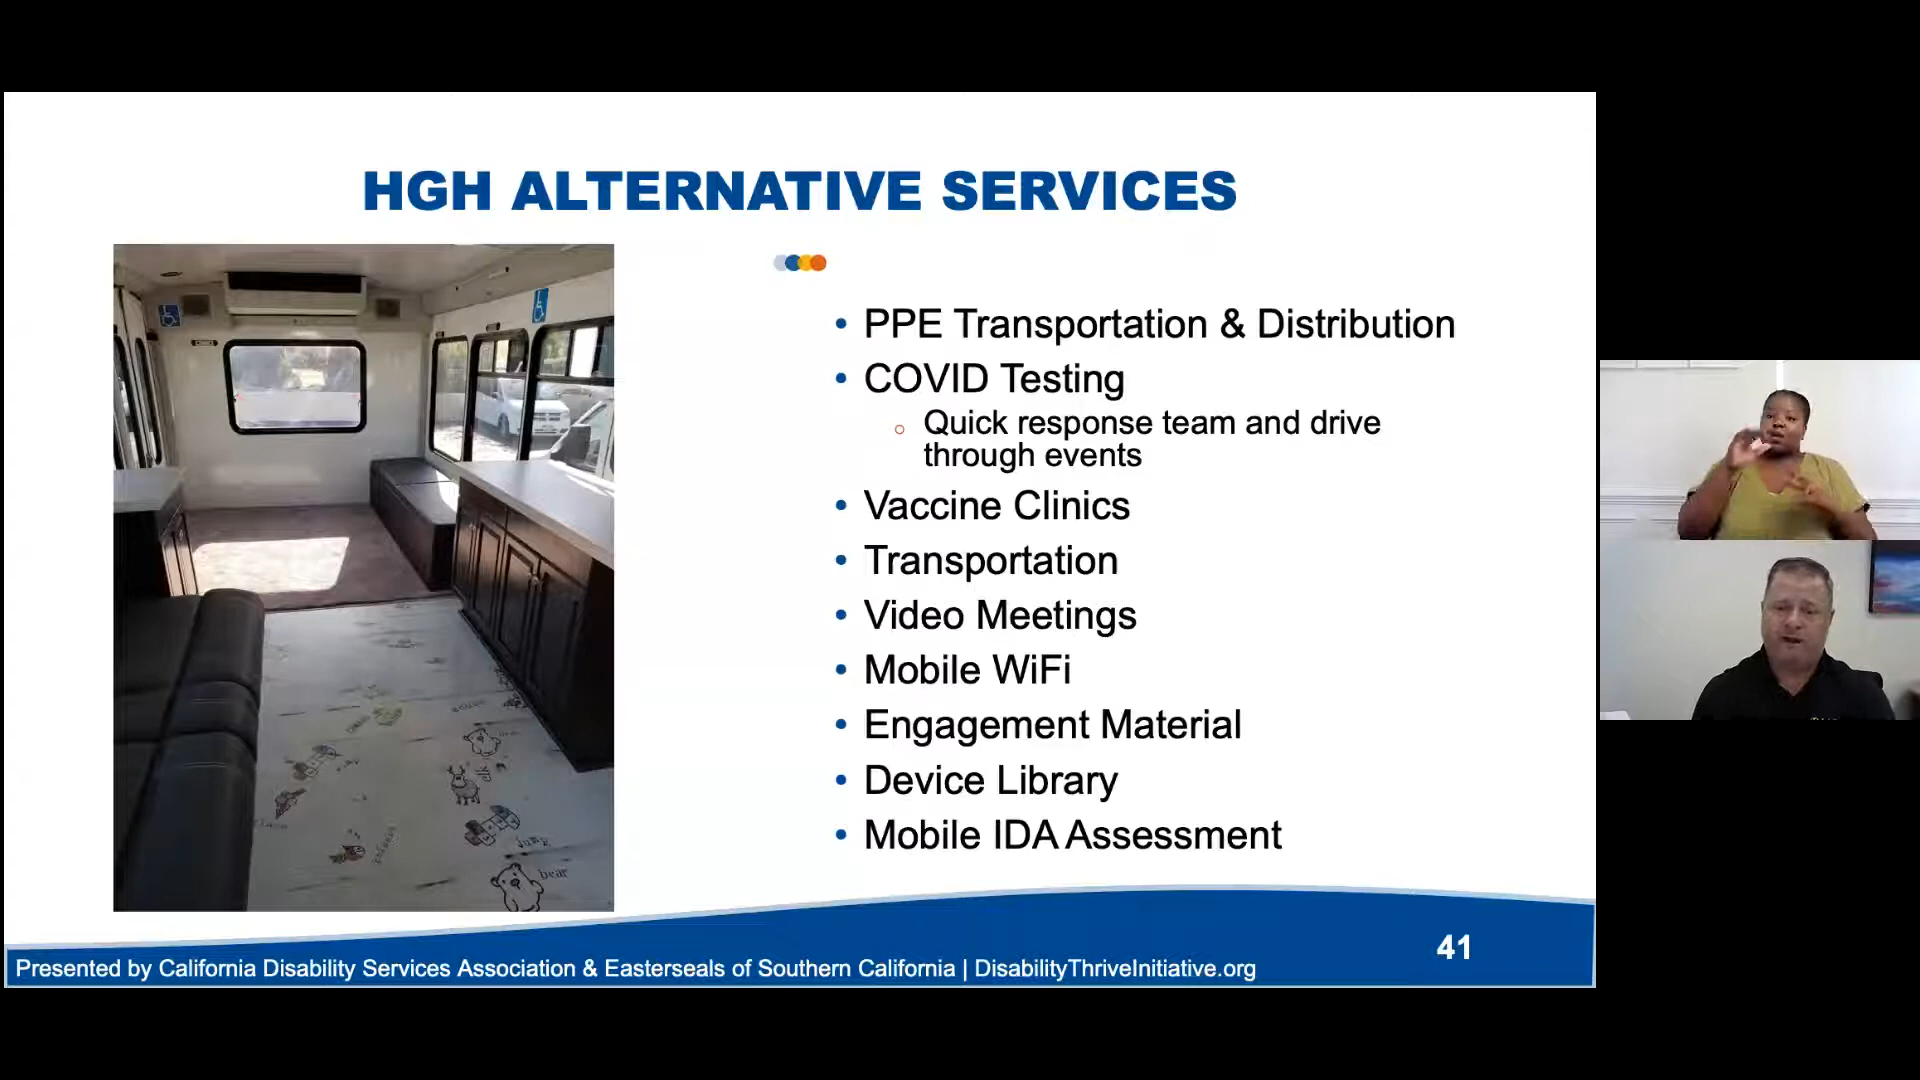 HGH ALTERNATIVE SERVICES
• PPE Transportation & Distribution
• COVID Testing
○ Quick response team and drive
through events
• Vaccine Clinics
• Transportation
• Video Meetings
• Mobile WiFi
• Engagement Material
• Device Library
• Mobile IDA Assessment
bear
jump
41
Presented by California Disability Services Association & Easterseals of Southern California | DisabilityThriveInitiative.org